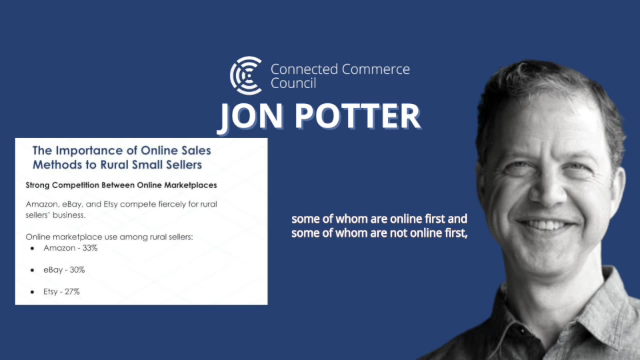 Connected Commerce
Council
JON POTTER
The Importance of Online Sales
Methods to Rural Small Sellers
Strong Competition Between Online Marketplaces
Amazon, eBay, and Etsy compete fiercely for rural
sellers' business.
Online marketplace use among rural sellers:
• Amazon - 33%
• eBay - 30%
• Etsy - 27%
some of whom are online first and
some of whom are not online first,